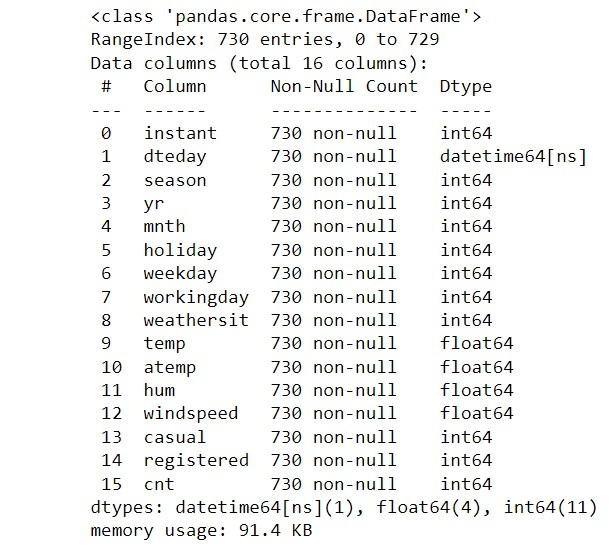 <class 'pandas.core.frame.DataFrame'>
RangeIndex: 730 entries, 0 to 729
Data columns (total 16 columns):
 #   Column      Non-Null Count  Dtype
---  ------      --------------  -----
 0   instant     730 non-null    int64
 1   dteday      730 non-null    datetime64[ns]
 2   season      730 non-null    int64
 3   yr          730 non-null    int64
 4   mnth        730 non-null    int64
 5   holiday     730 non-null    int64
 6   weekday     730 non-null    int64
 7   workingday  730 non-null    int64
 8   weathersit  730 non-null    int64
 9   temp        730 non-null    float64
 10  atemp       730 non-null    float64
 11  hum         730 non-null    float64
 12  windspeed   730 non-null    float64
 13  casual      730 non-null    int64
 14  registered  730 non-null    int64
 15  cnt         730 non-null    int64
dtypes: datetime64[ns](1), float64(4), int64(11)
memory usage: 91.4 KB